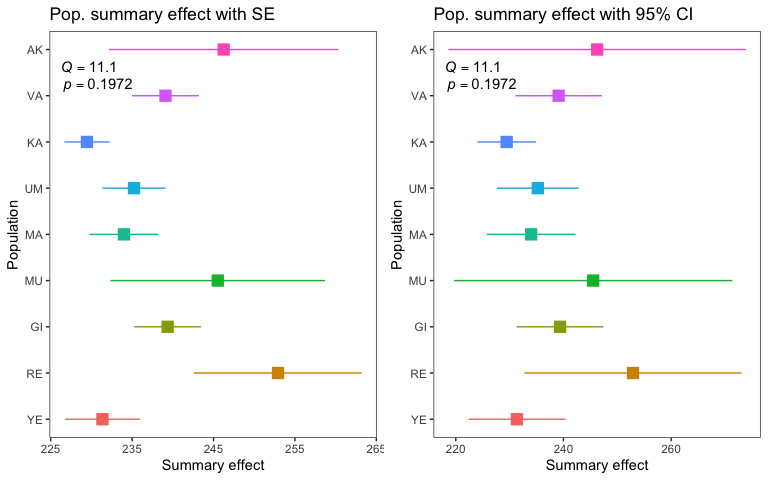 Pop. summary effect with SE
AK
Q = 11.1
p = 0.1972
VA
KA
UM
MA
MU
GI
RE
YE
Population
225 235 245 255 265
Summary effect
Pop. summary effect with 95% CI
AK
Q = 11.1
p = 0.1972
VA
KA
UM
MA
MU
GI
RE
YE
Population
220 240 260
Summary effect